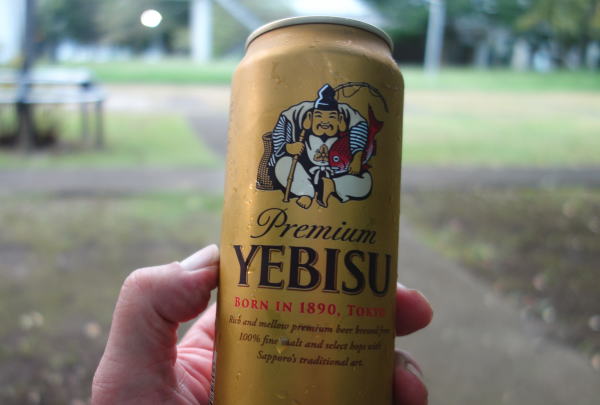 Premium
YEBISU
BORN IN 1890, TOKYO
Rich and mellow premium beer brewed from
100% fine malt and select hops with
Sapporo's traditional art.